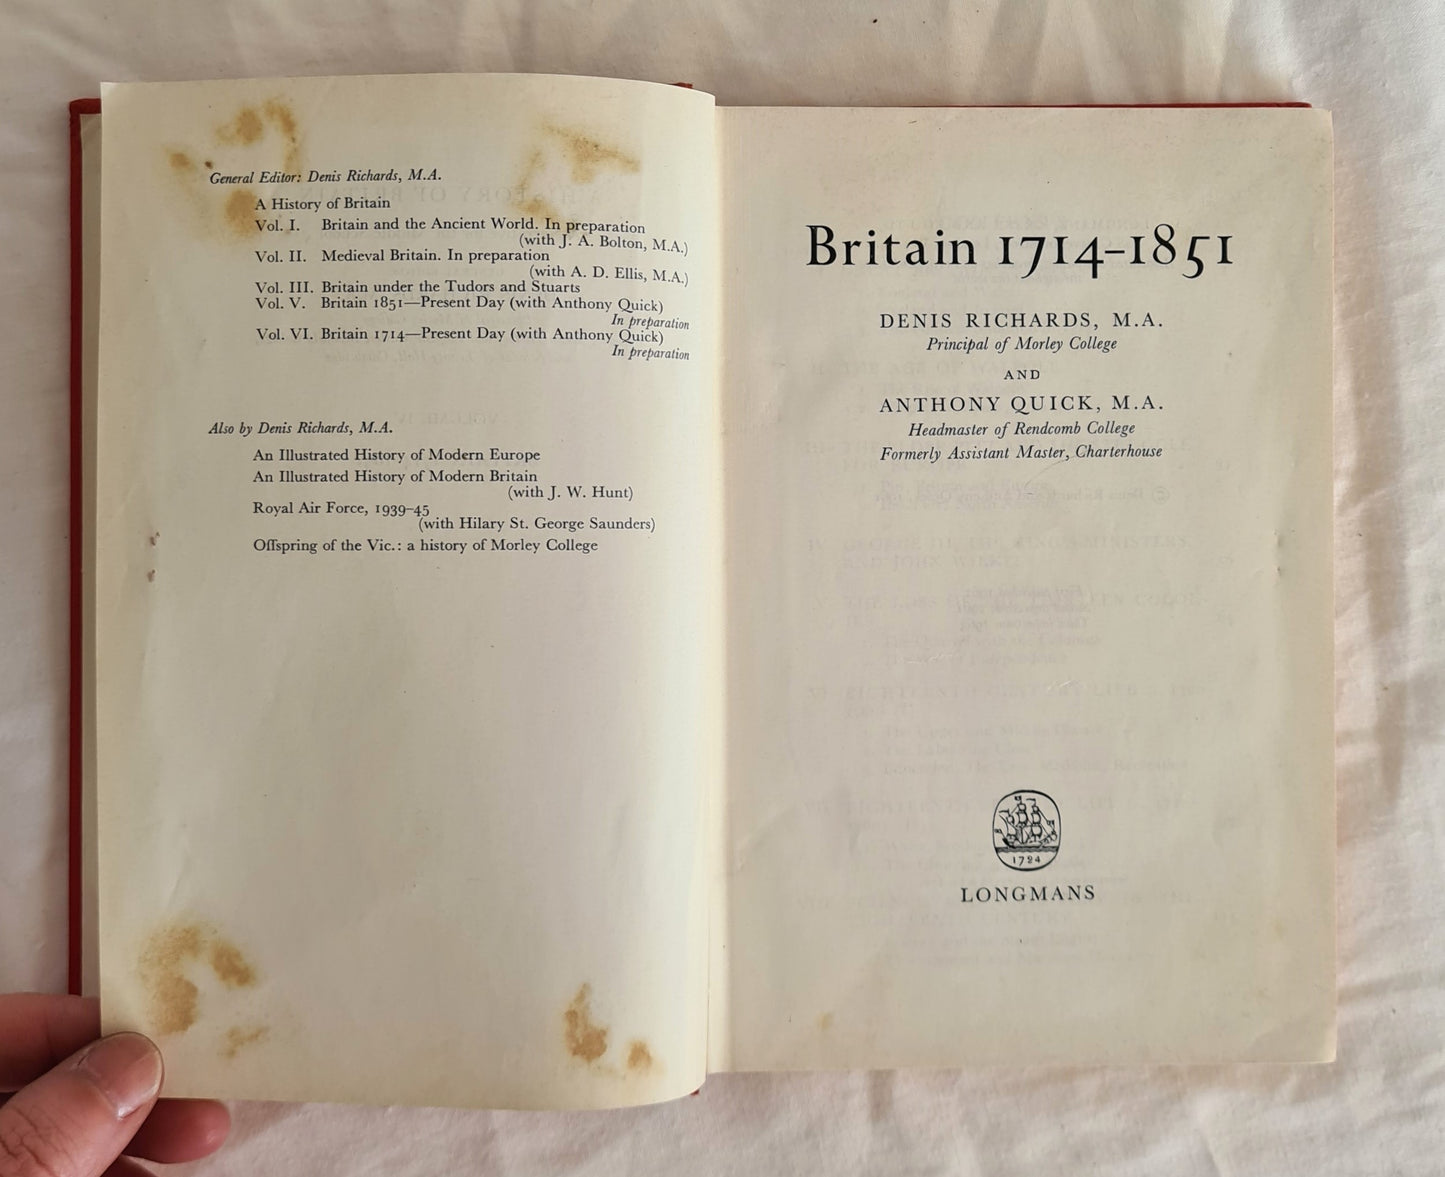 General Editor: Denis Richards, M.A.
A History of Britain
Vol. I. Britain and the Ancient World. In preparation
(with J. A. Bolton, M.A.)
Vol. II. Medieval Britain. In preparation
(with A. D. Ellis, M.A.)
Vol. III. Britain under the Tudors and Stuarts
Vol. V. Britain 1851—Present Day (with Anthony Quick)
In preparation
Vol. VI. Britain 1714—Present Day (with Anthony Quick)
In preparation
Also by Denis Richards, M.A.
An Illustrated History of Modern Europe
An Illustrated History of Modern Britain
(with J. W. Hunt)
Royal Air Force, 1939–45
(with Hilary St. George Saunders)
Offspring of the Vic.: a history of Morley College
Britain 1714–1851
DENIS RICHARDS, M.A.
Principal of Morley College
AND
ANTHONY QUICK, M.A.
Headmaster of Rendcomb College
Formerly Assistant Master, Charterhouse
1724
LONGMANS